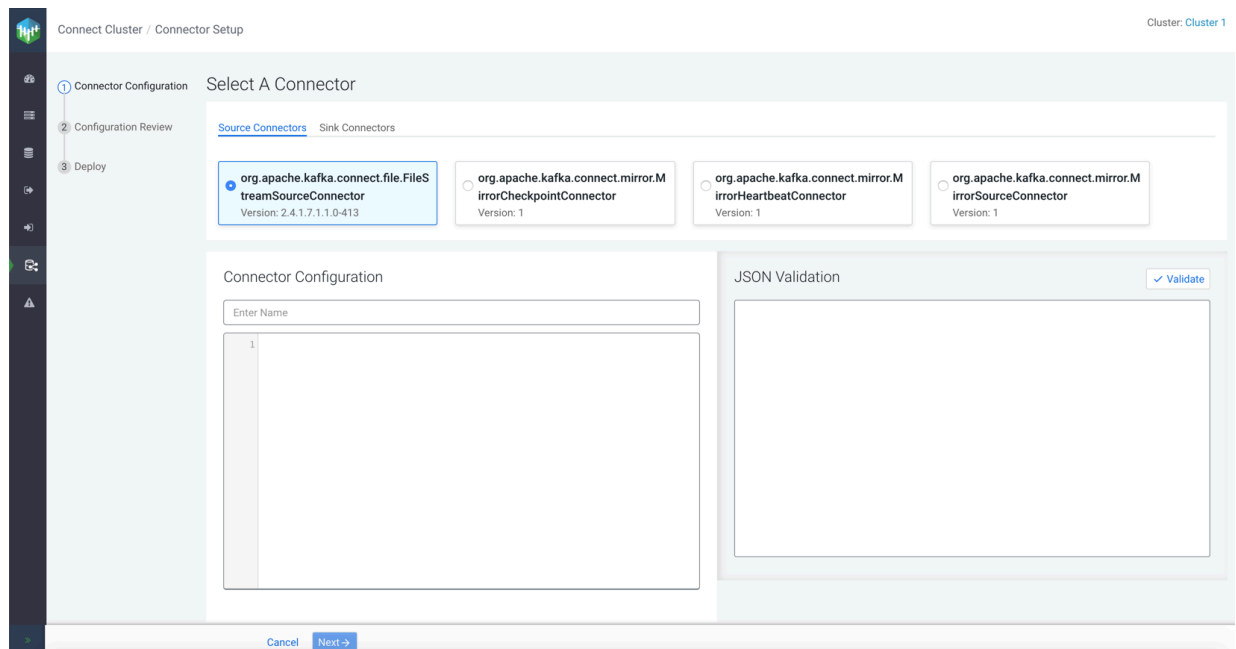 Connect Cluster / Connector Setup
Cluster: Cluster 1
1 Connector Configuration
2 Configuration Review
3 Deploy
Select A Connector
Source Connectors Sink Connectors
org.apache.kafka.connect.file.FileS
treamSourceConnector
Version: 2.4.1.7.1.1.0-413
org.apache.kafka.connect.mirror.M
irrorCheckpointConnector
Version: 1
org.apache.kafka.connect.mirror.M
irrorHeartbeatConnector
Version: 1
org.apache.kafka.connect.mirror.M
irrorSourceConnector
Version: 1
Connector Configuration
Enter Name
1
JSON Validation
Validate
Cancel Next